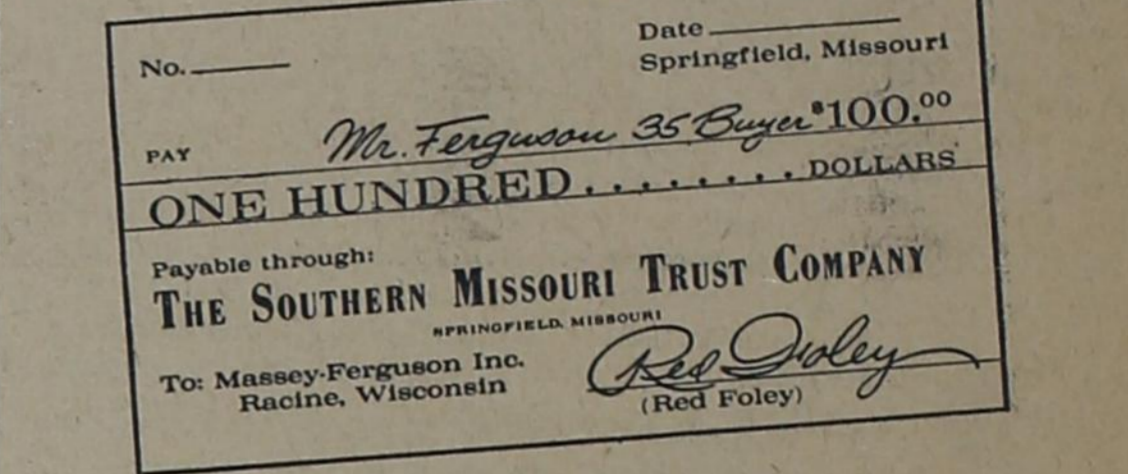 No.
Date
Springfield, Missouri
PAY Mr. Ferguson 35 Buyer $100.00
ONE HUNDRED......... DOLLARS
Payable through:
THE SOUTHERN MISSOURI TRUST COMPANY
SPRINGFIELD, MISSOURI
To: Massey-Ferguson Inc.
Racine, Wisconsin
Red Foley
(Red Foley)